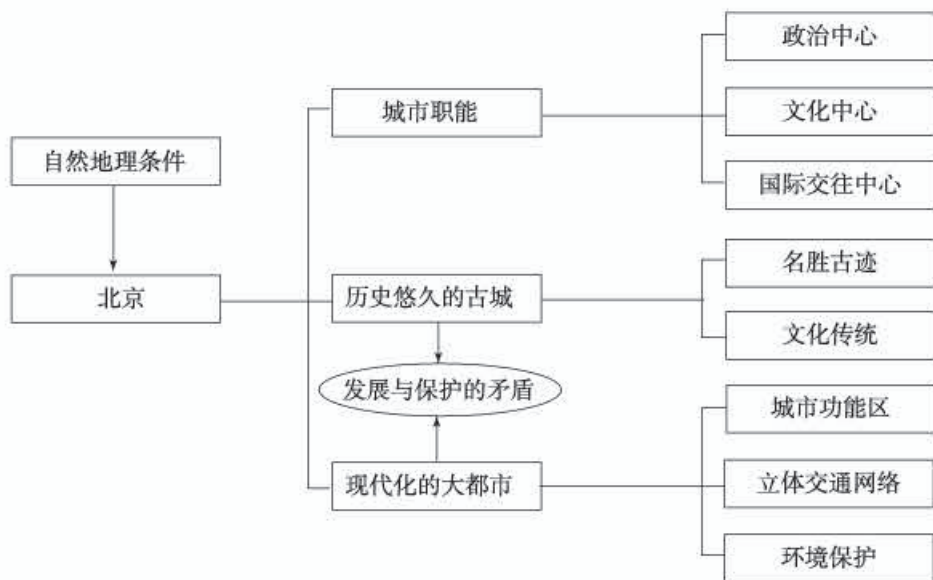 自然地理条件
北京
城市职能
政治中心
文化中心
国际交往中心
历史悠久的古城
名胜古迹
文化传统
发展与保护的矛盾
现代化的大都市
城市功能区
立体交通网络
环境保护